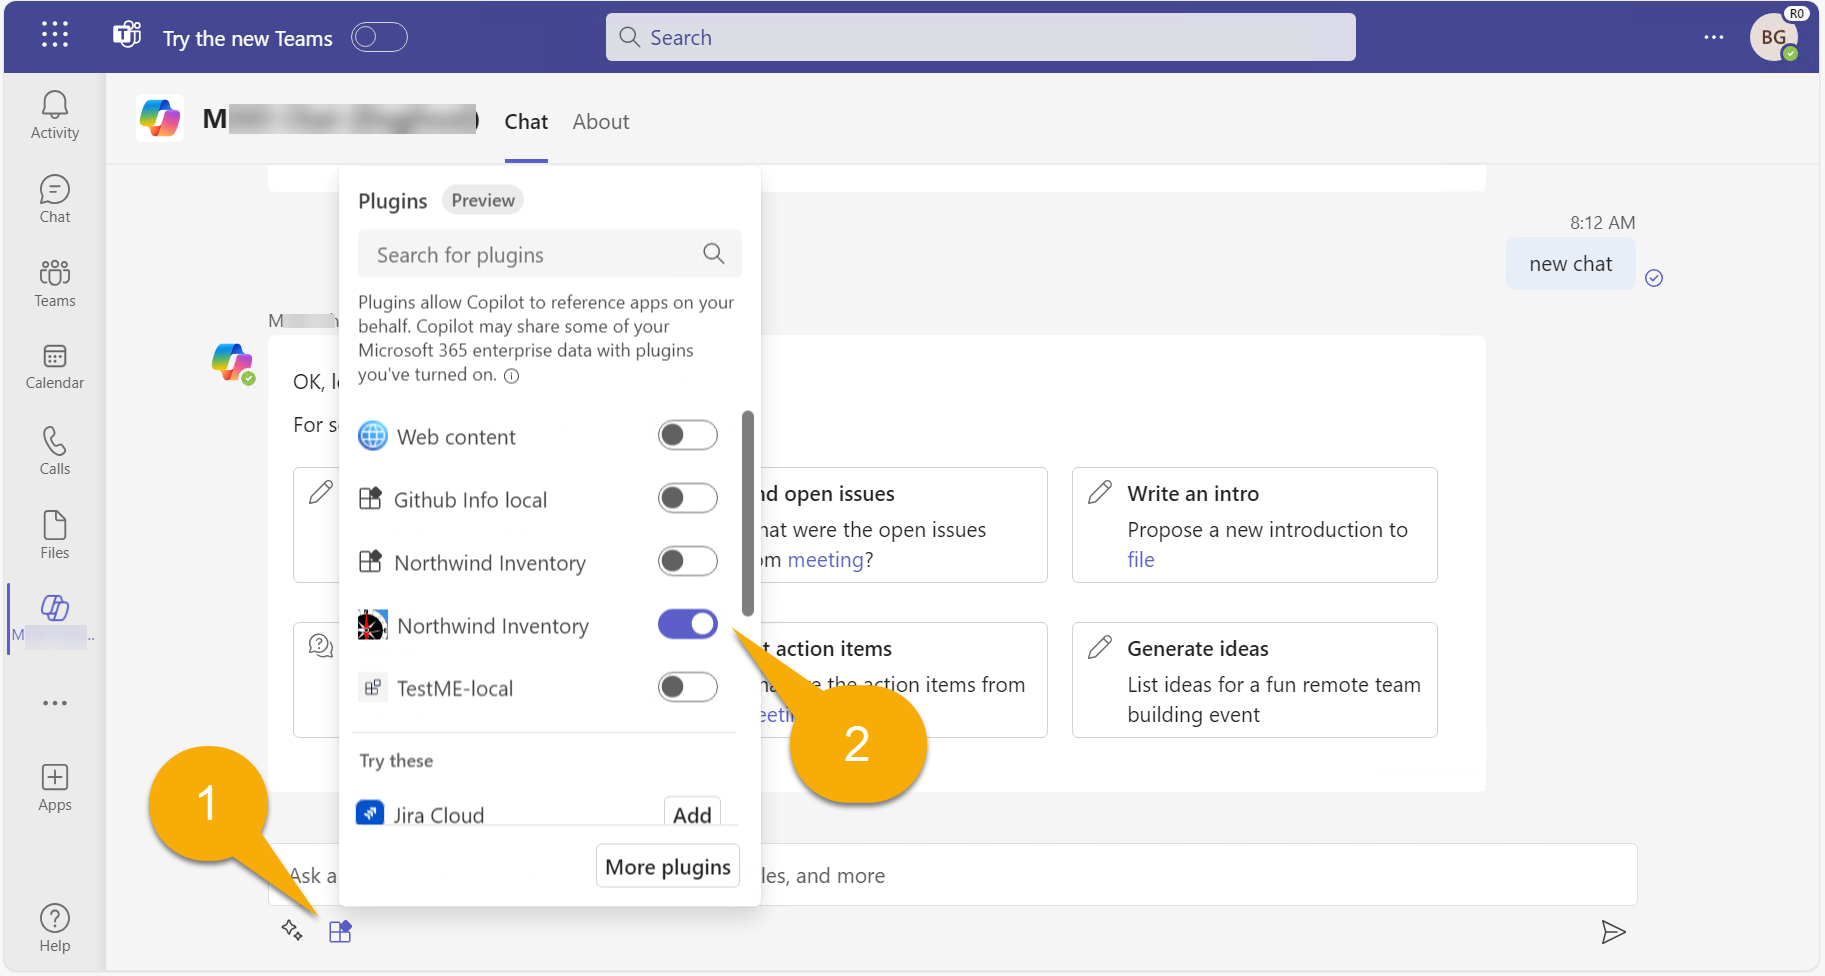 Try the new Teams
Search
R0
BG
Activity
Chat
Teams
Calendar
Calls
Files
M
..
Apps
Help
M
)
Chat
About
8:12 AM
new chat
M
OK, l
For s
Plugins
Preview
Search for plugins
Plugins allow Copilot to reference apps on your
behalf. Copilot may share some of your
Microsoft 365 enterprise data with plugins
you've turned on.
Web content
Github Info local
Northwind Inventory
Northwind Inventory
TestME-local
Try these
Jira Cloud
Add
More plugins
nd open issues
hat were the open issues
om meeting?
Write an intro
Propose a new introduction to
file
t action items
the action items from
eeti
Generate ideas
List ideas for a fun remote team
building event
1
2
Ask a
les, and more